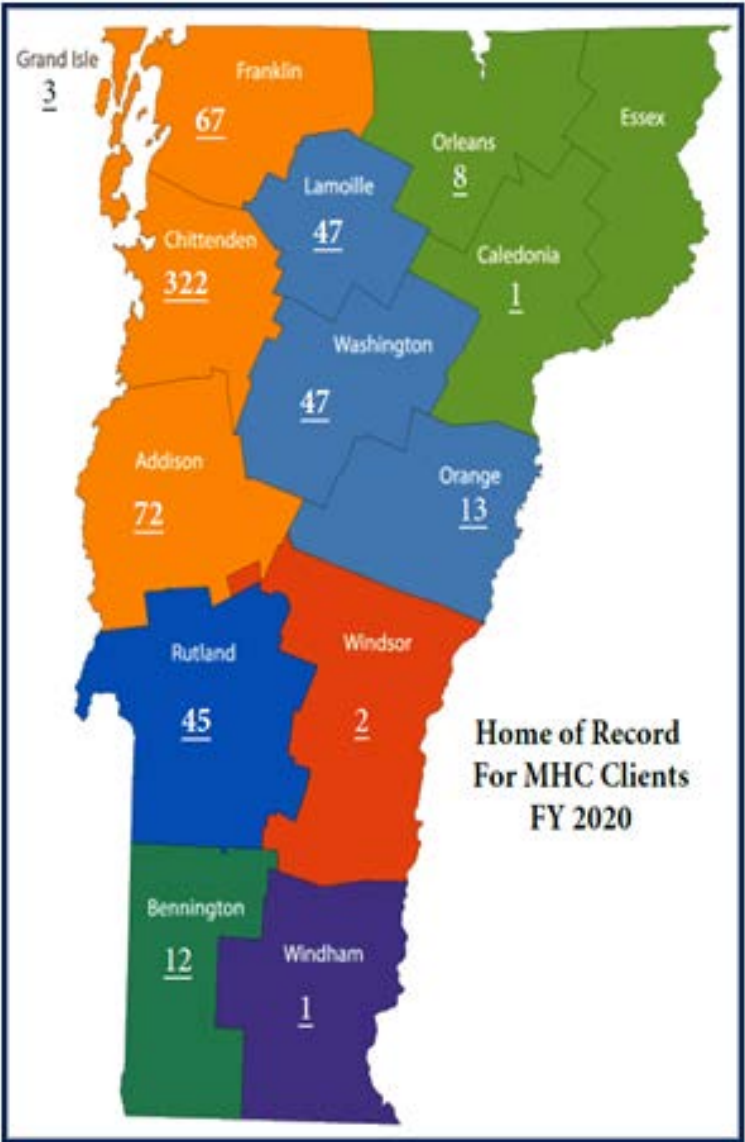 Grand Isle
3
Franklin
67
Orleans
8
Essex
Lamoille
47
Chittenden
322
Caledonia
1
Washington
47
Addison
72
Orange
13
Rutland
45
Windsor
2
Home of Record
For MHC Clients
FY 2020
Bennington
12
Windham
1